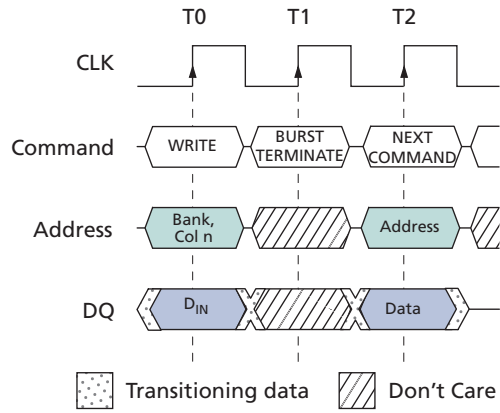 T0 T1 T2
CLK
Command WRITE BURST TERMINATE NEXT COMMAND
Address Bank, Col n Address
DQ DIN Data
Transitioning data Don't Care